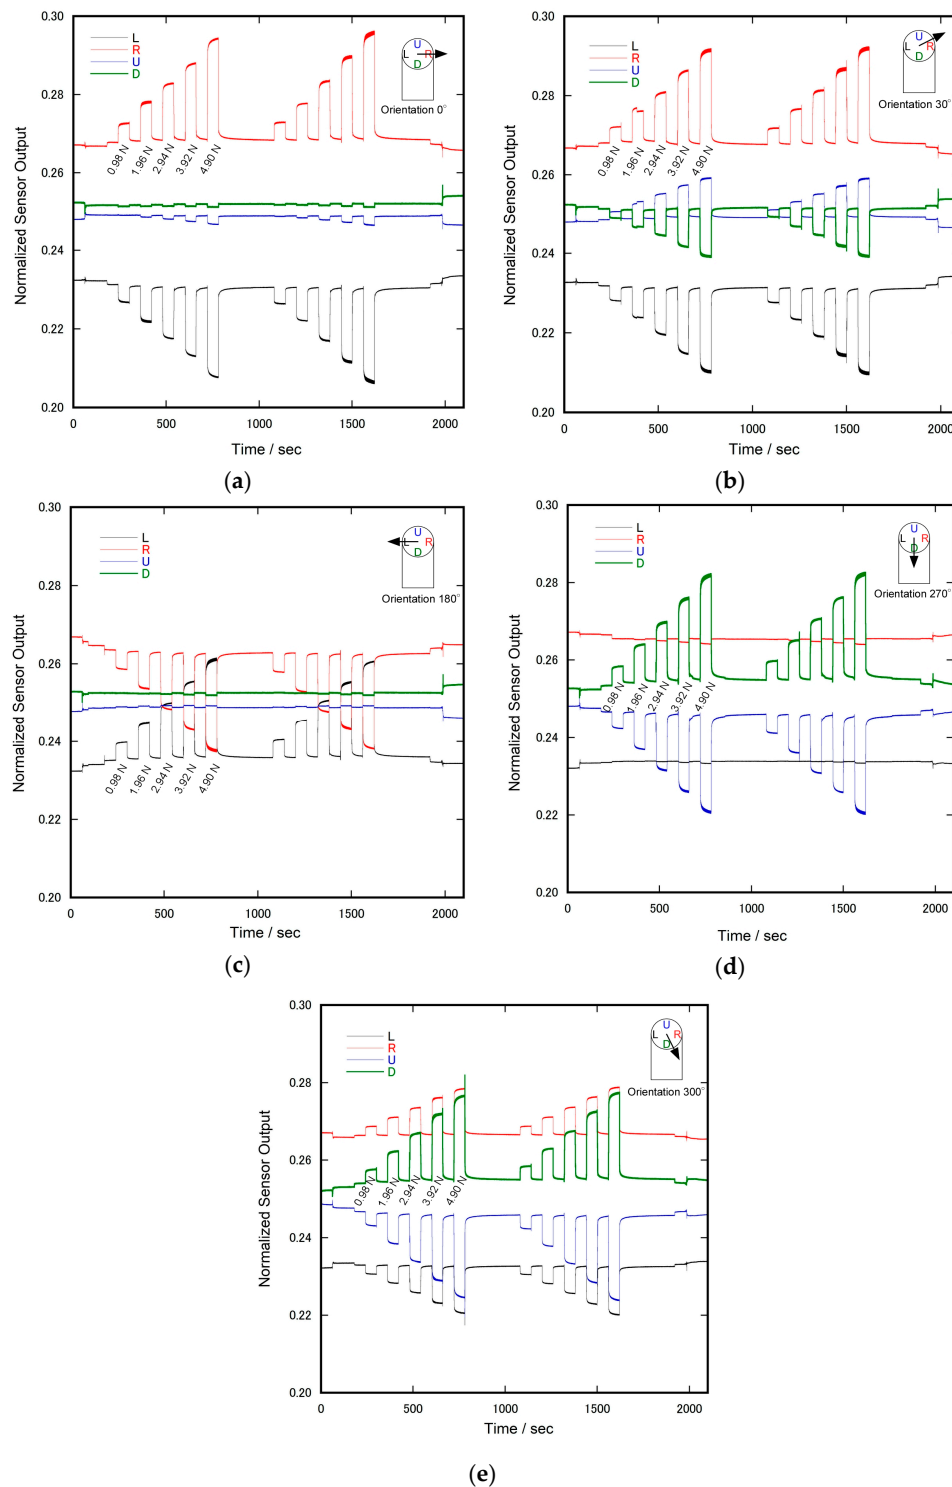 0.30
0.28
0.26
0.24
0.22
0.20
Normalized Sensor Output
L
R
U
D
U
L R
D
Orientation 0°
0.98 N
1.96 N
2.94 N
3.92 N
4.90 N
0 500 1000 1500 2000
Time / sec
(a)
0.30
0.28
0.26
0.24
0.22
0.20
Normalized Sensor Output
L
R
U
D
U
L R
D
Orientation 30°
0.98 N
1.96 N
2.94 N
3.92 N
4.90 N
0 500 1000 1500 2000
Time / sec
(b)
0.30
0.28
0.26
0.24
0.22
0.20
Normalized Sensor Output
L
R
U
D
U
L R
D
Orientation 180°
0.98 N
1.96 N
2.94 N
3.92 N
4.90 N
0 500 1000 1500 2000
Time / sec
(c)
0.30
0.28
0.26
0.24
0.22
0.20
Normalized Sensor Output
L
R
U
D
U
L R
D
Orientation 270°
0.98 N
1.96 N
2.94 N
3.92 N
4.90 N
0 500 1000 1500 2000
Time / sec
(d)
0.30
0.28
0.26
0.24
0.22
0.20
Normalized Sensor Output
L
R
U
D
U
L R
D
Orientation 300°
0.98 N
1.96 N
2.94 N
3.92 N
4.90 N
0 500 1000 1500 2000
Time / sec
(e)